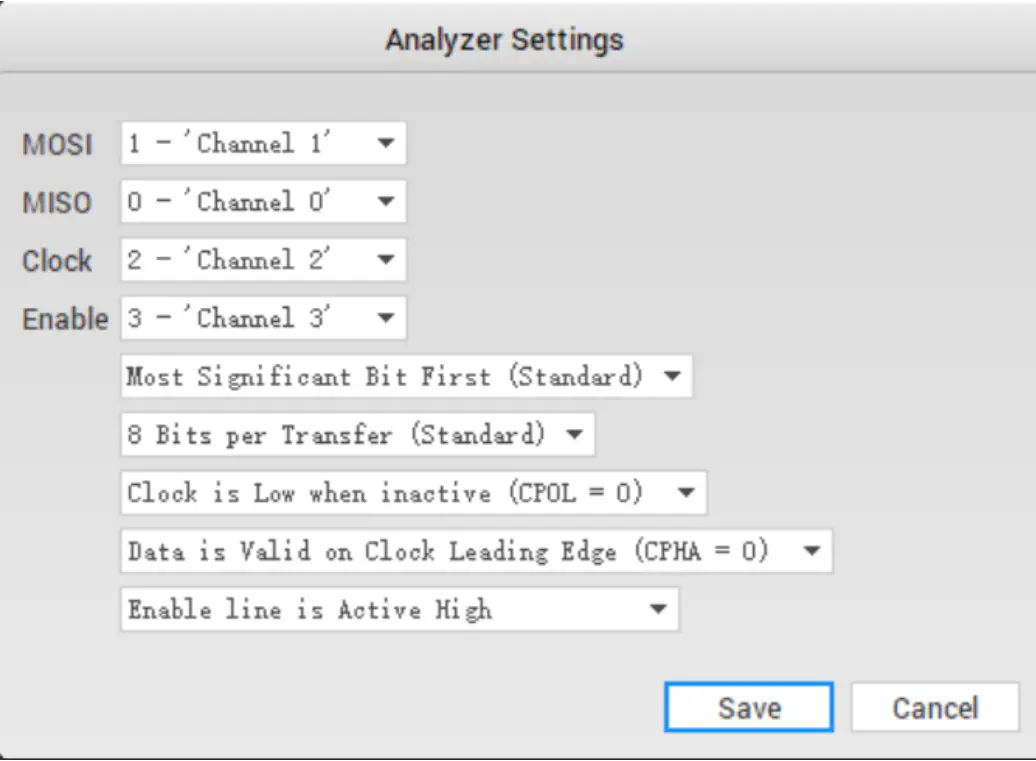 Analyzer Settings
MOSI 1 - 'Channel 1'
MISO 0 - 'Channel 0'
Clock 2 - 'Channel 2'
Enable 3 - 'Channel 3'
Most Significant Bit First (Standard)
8 Bits per Transfer (Standard)
Clock is Low when inactive (CPOL = 0)
Data is Valid on Clock Leading Edge (CPHA = 0)
Enable line is Active High
Save Cancel